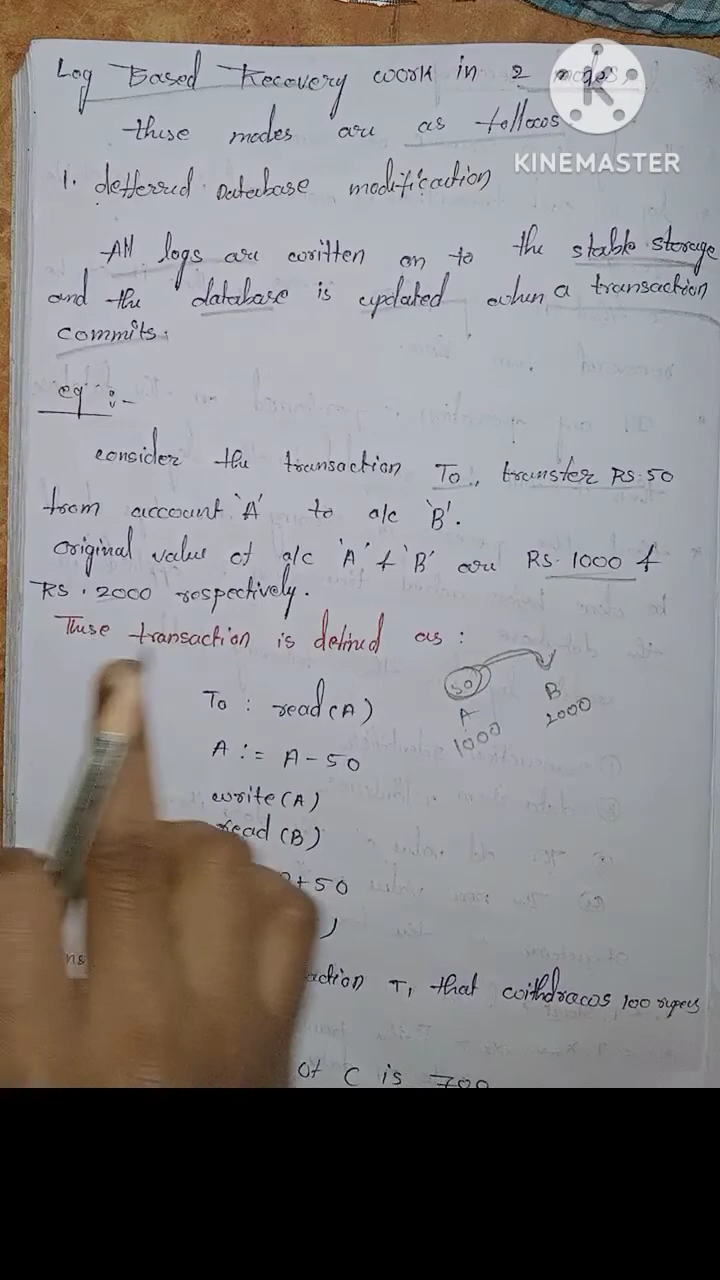 Log Based Recovery work in 2 modes,
KINEMASTER
these modes are as follows
1. defferred Database modification
All logs are written on to the stable storage
and the database is updated when a transaction
commits.
eg :-
consider the transaction To, transfer RS.50
from account 'A' to a/c 'B'.
original value of a/c 'A' & 'B' are RS. 1000 &
RS. 2000 respectively.
These transaction is defined as :
50
A
1000
B
2000
To : read(A)
A := A - 50
write(A)
read (B)
+ 50
)
action T1 that withdraws 100 rupees
of C is 700